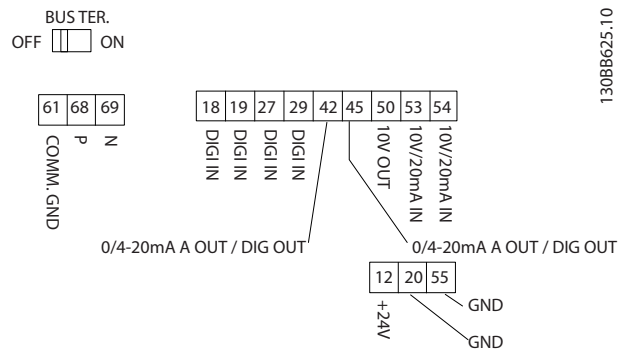 BUS TER.
OFF ON
130BB625.10
61 68 69
18 19 27 29 42 45 50 53 54
COMM. GND
P
N
DIGI IN
DIGI IN
DIGI IN
DIGI IN
10V OUT
10V/20mA IN
10V/20mA IN
0/4-20mA A OUT / DIG OUT
0/4-20mA A OUT / DIG OUT
12 20 55
+24V
GND
GND